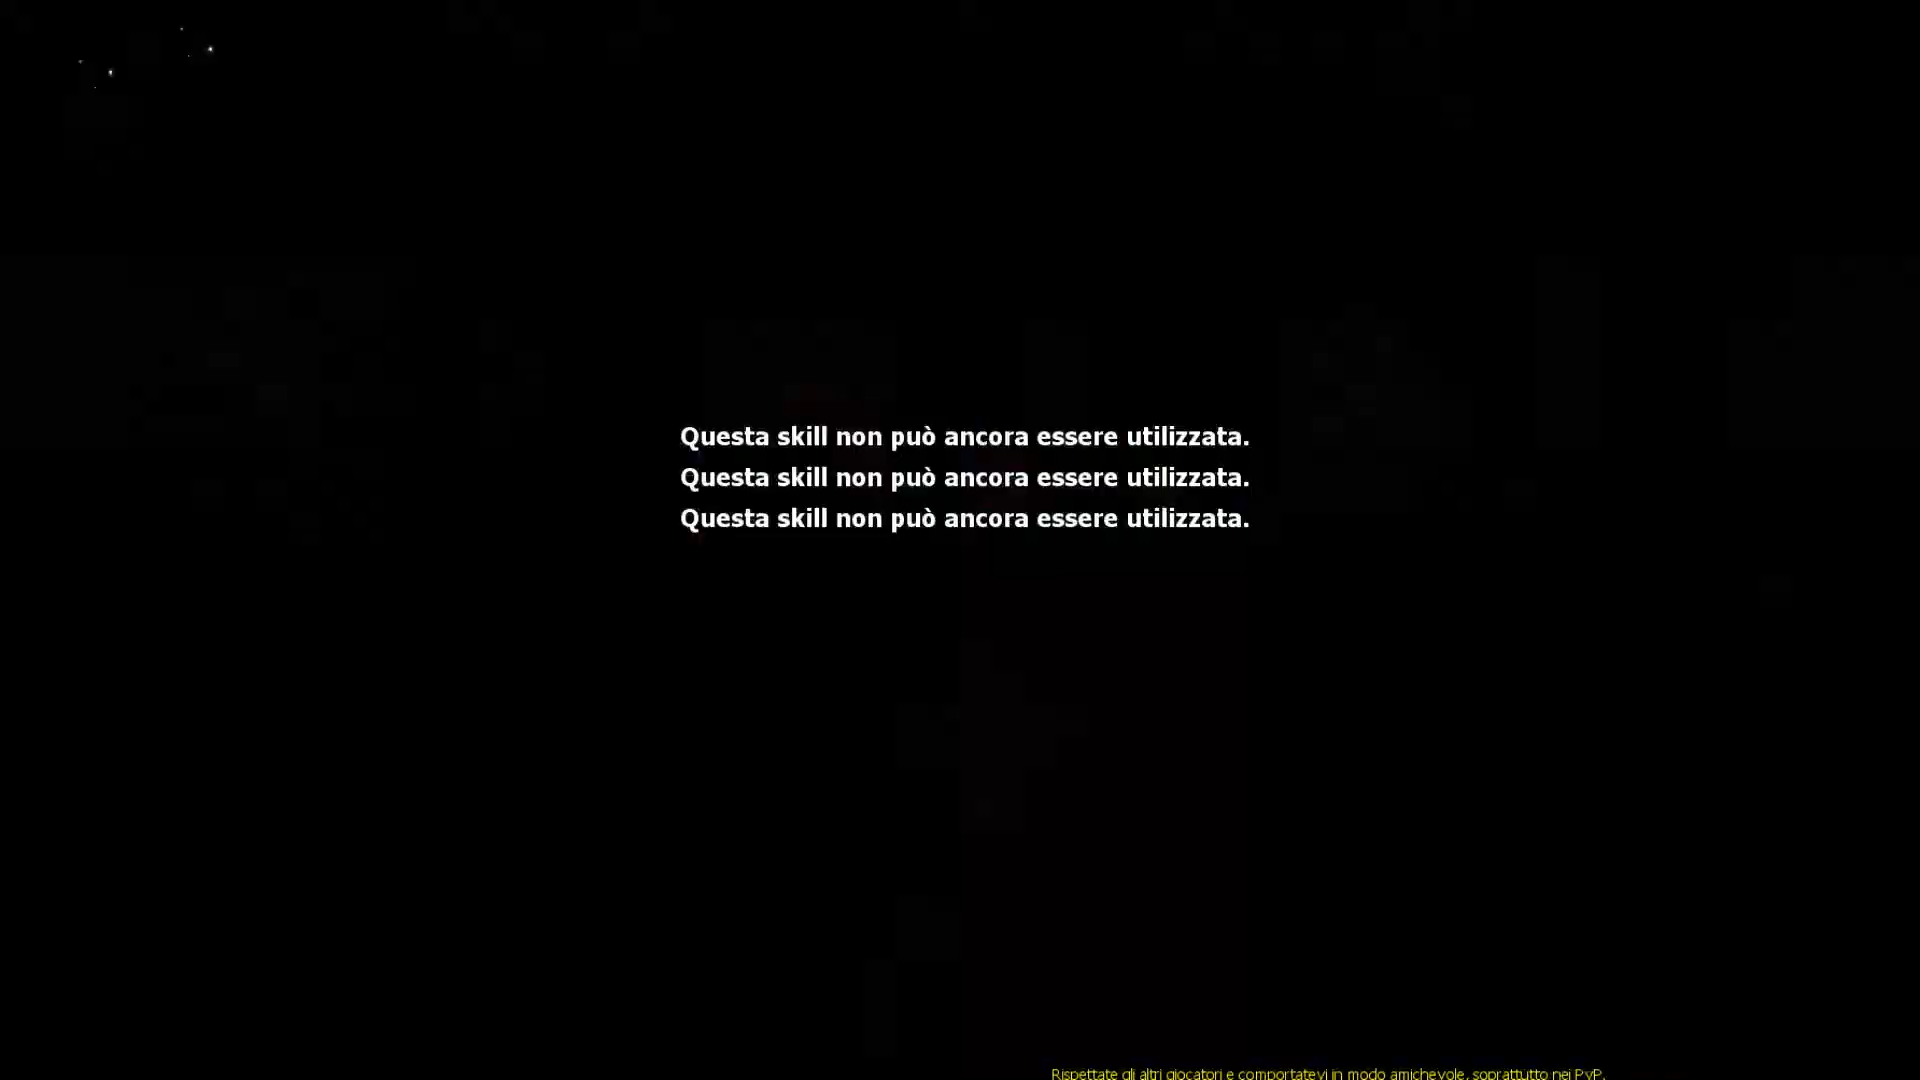 Questa skill non può ancora essere utilizzata.
Questa skill non può ancora essere utilizzata.
Questa skill non può ancora essere utilizzata.
Rispettate gli altri giocatori e comportatevi in modo amichevole, soprattutto nei PvP.